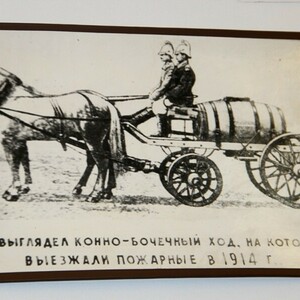 ВЫГЛЯДЕЛ КОННО-БОЧЕЧНЫЙ ХОД, НА КОТО
ВЫЕЗЖАЛИ ПОЖАРНЫЕ В 1914 г.